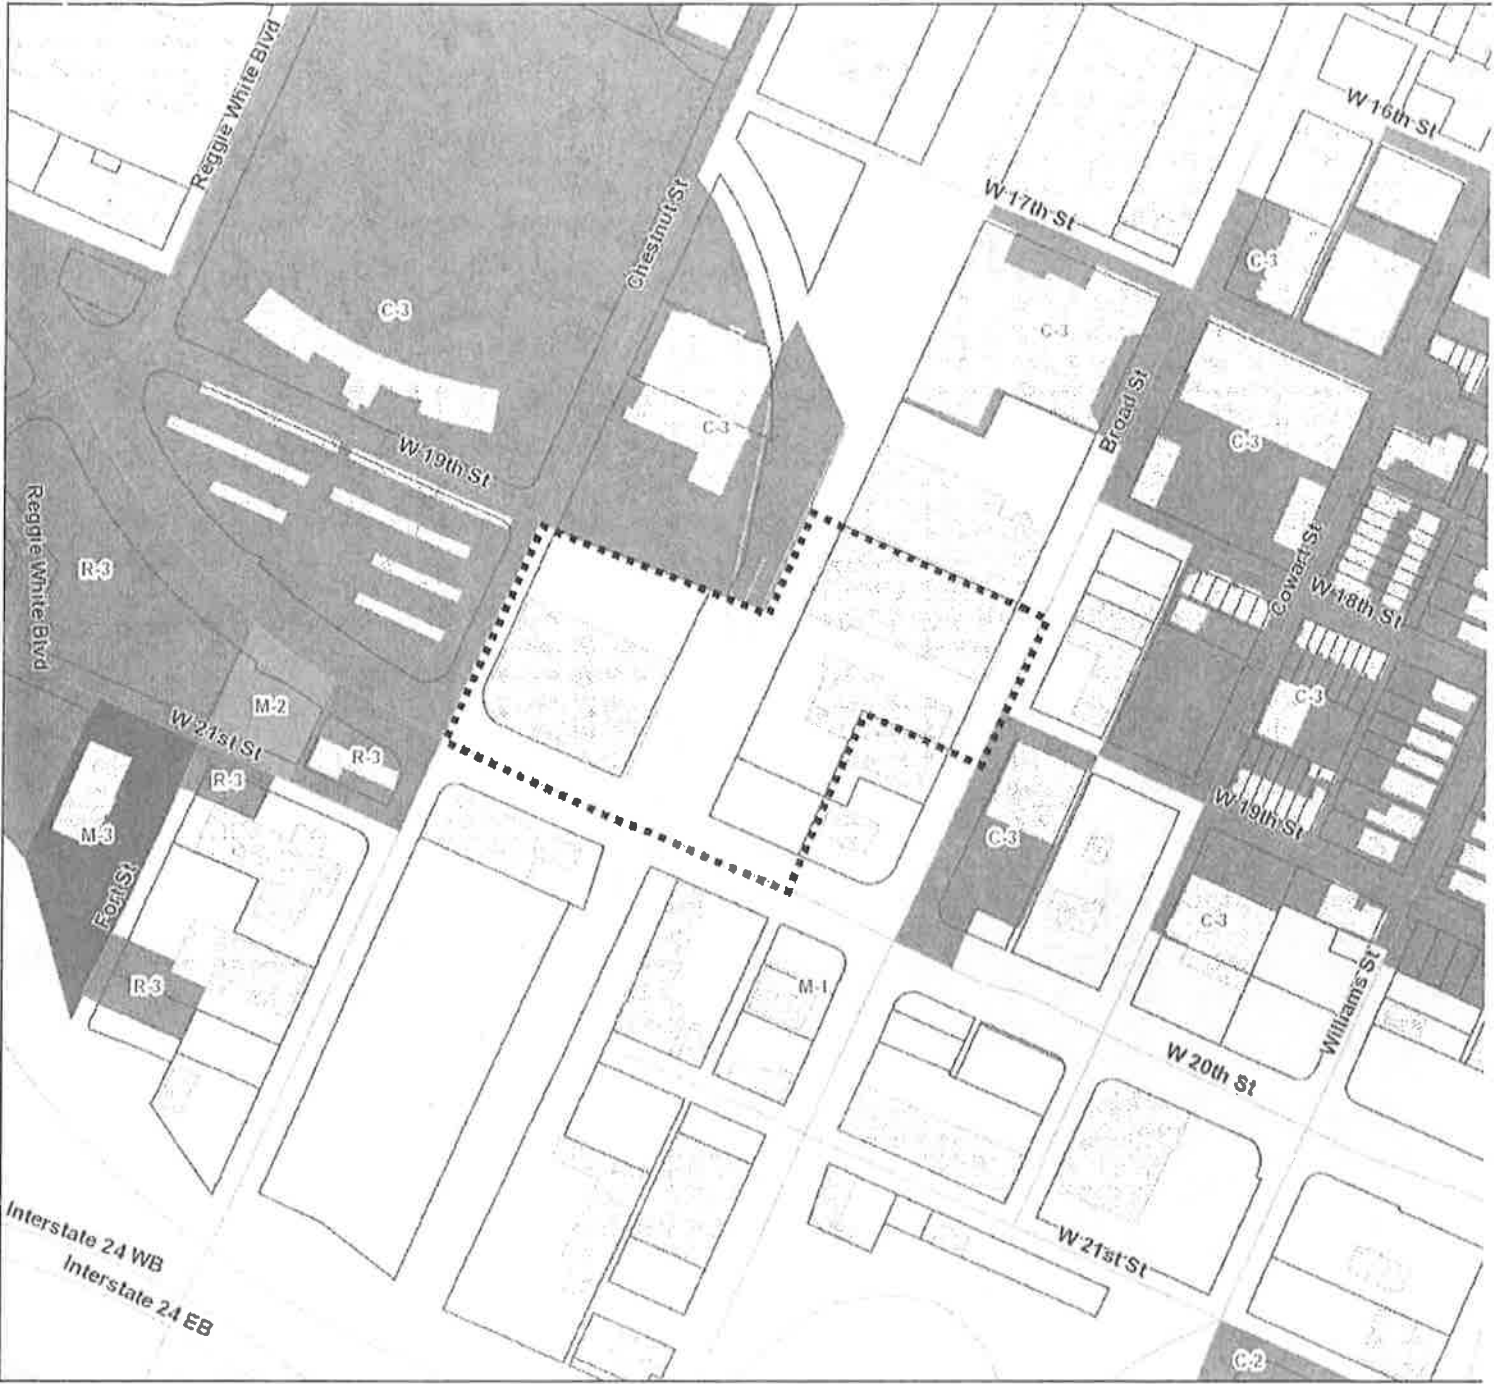 Reggie White Blvd
W 16th St
Chestnut St
W 17th St
C-3
C-3
C-3
Broad St
C-3
C-3
W 19th St
Reggie White Blvd
R-3
Cowart St
W 18th St
C-3
M-2
W 21st St
R-3
R-3
M-3
W 19th St
C-3
Fort St
C-3
R-3
M-1
Williams St
W 20th St
Interstate 24 WB
Interstate 24 EB
W 21st St
C-2